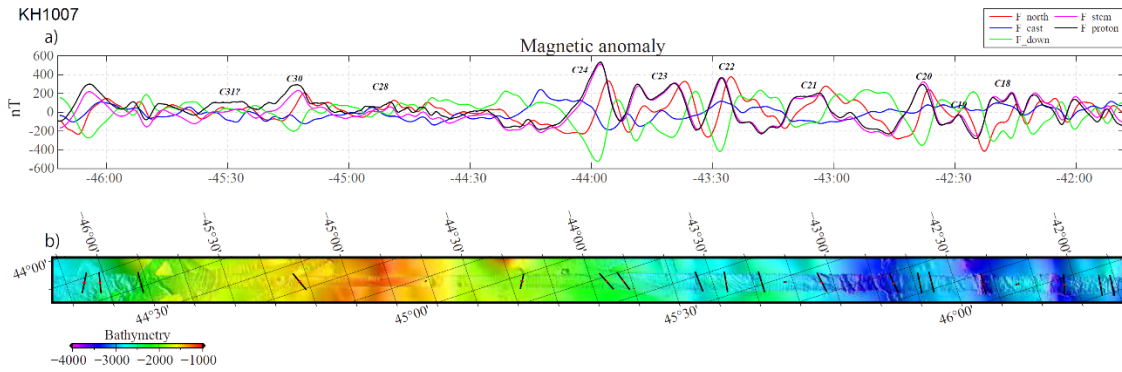 KH1007
a)
Magnetic anomaly
F_north
F_stem
F_east
F_proton
F_down
nT
600
400
200
0
-200
-400
-600
C31?
C30
C28
C24
C23
C22
C21
C20
C19
C18
-46:00
-45:30
-45:00
-44:30
-44:00
-43:30
-43:00
-42:30
-42:00
b)
-46°00'
-45°30'
-45°00'
-44°30'
-44°00'
-43°30'
-43°00'
-42°30'
-42°00'
44°00'
44°30'
45°00'
45°30'
46°00'
Bathymetry
-4000 -3000 -2000 -1000